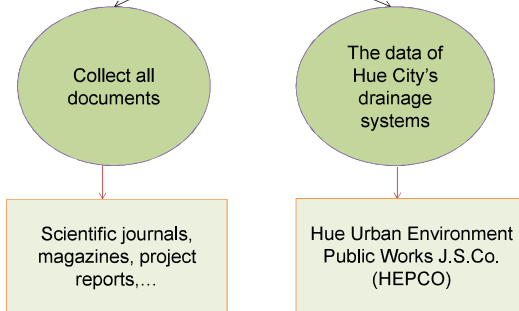 Collect all
documents
The data of
Hue City's
drainage
systems
Scientific journals,
magazines, project
reports,...
Hue Urban Environment
Public Works J.S.Co.
(HEPCO)